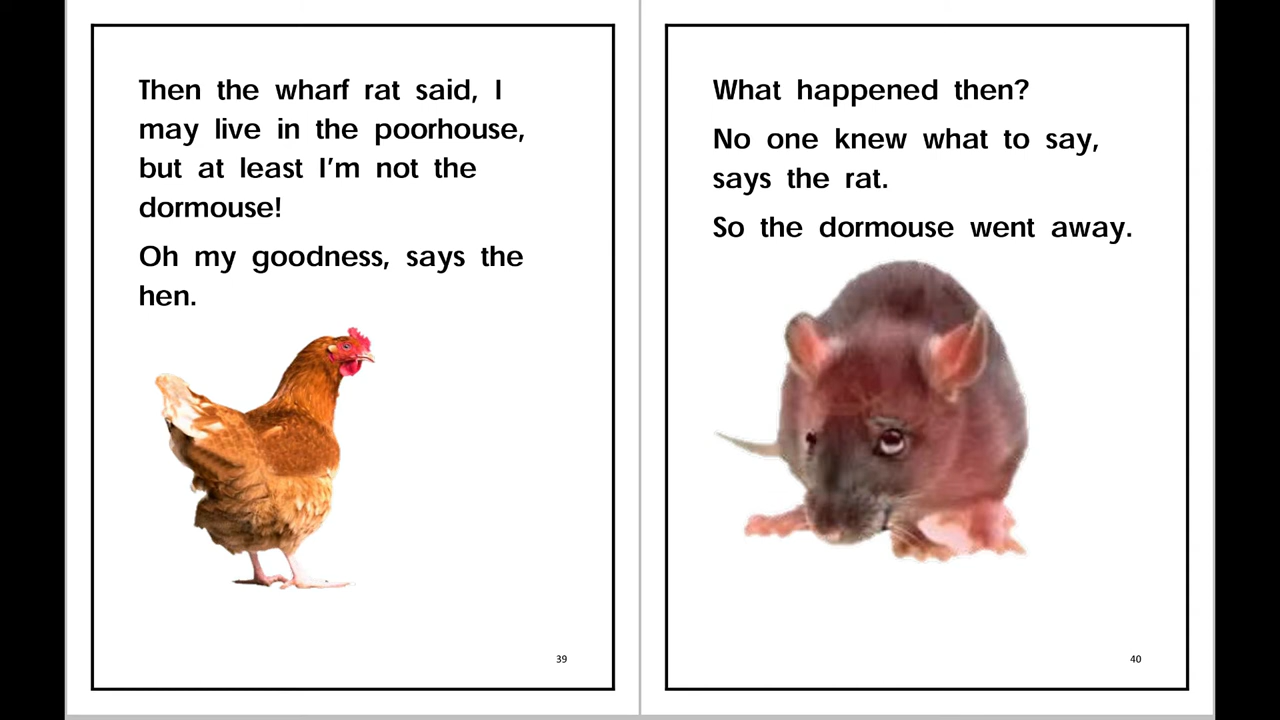 Then the wharf rat said, I
may live in the poorhouse,
but at least I’m not the
dormouse!
Oh my goodness, says the
hen.
39
What happened then?
No one knew what to say,
says the rat.
So the dormouse went away.
40